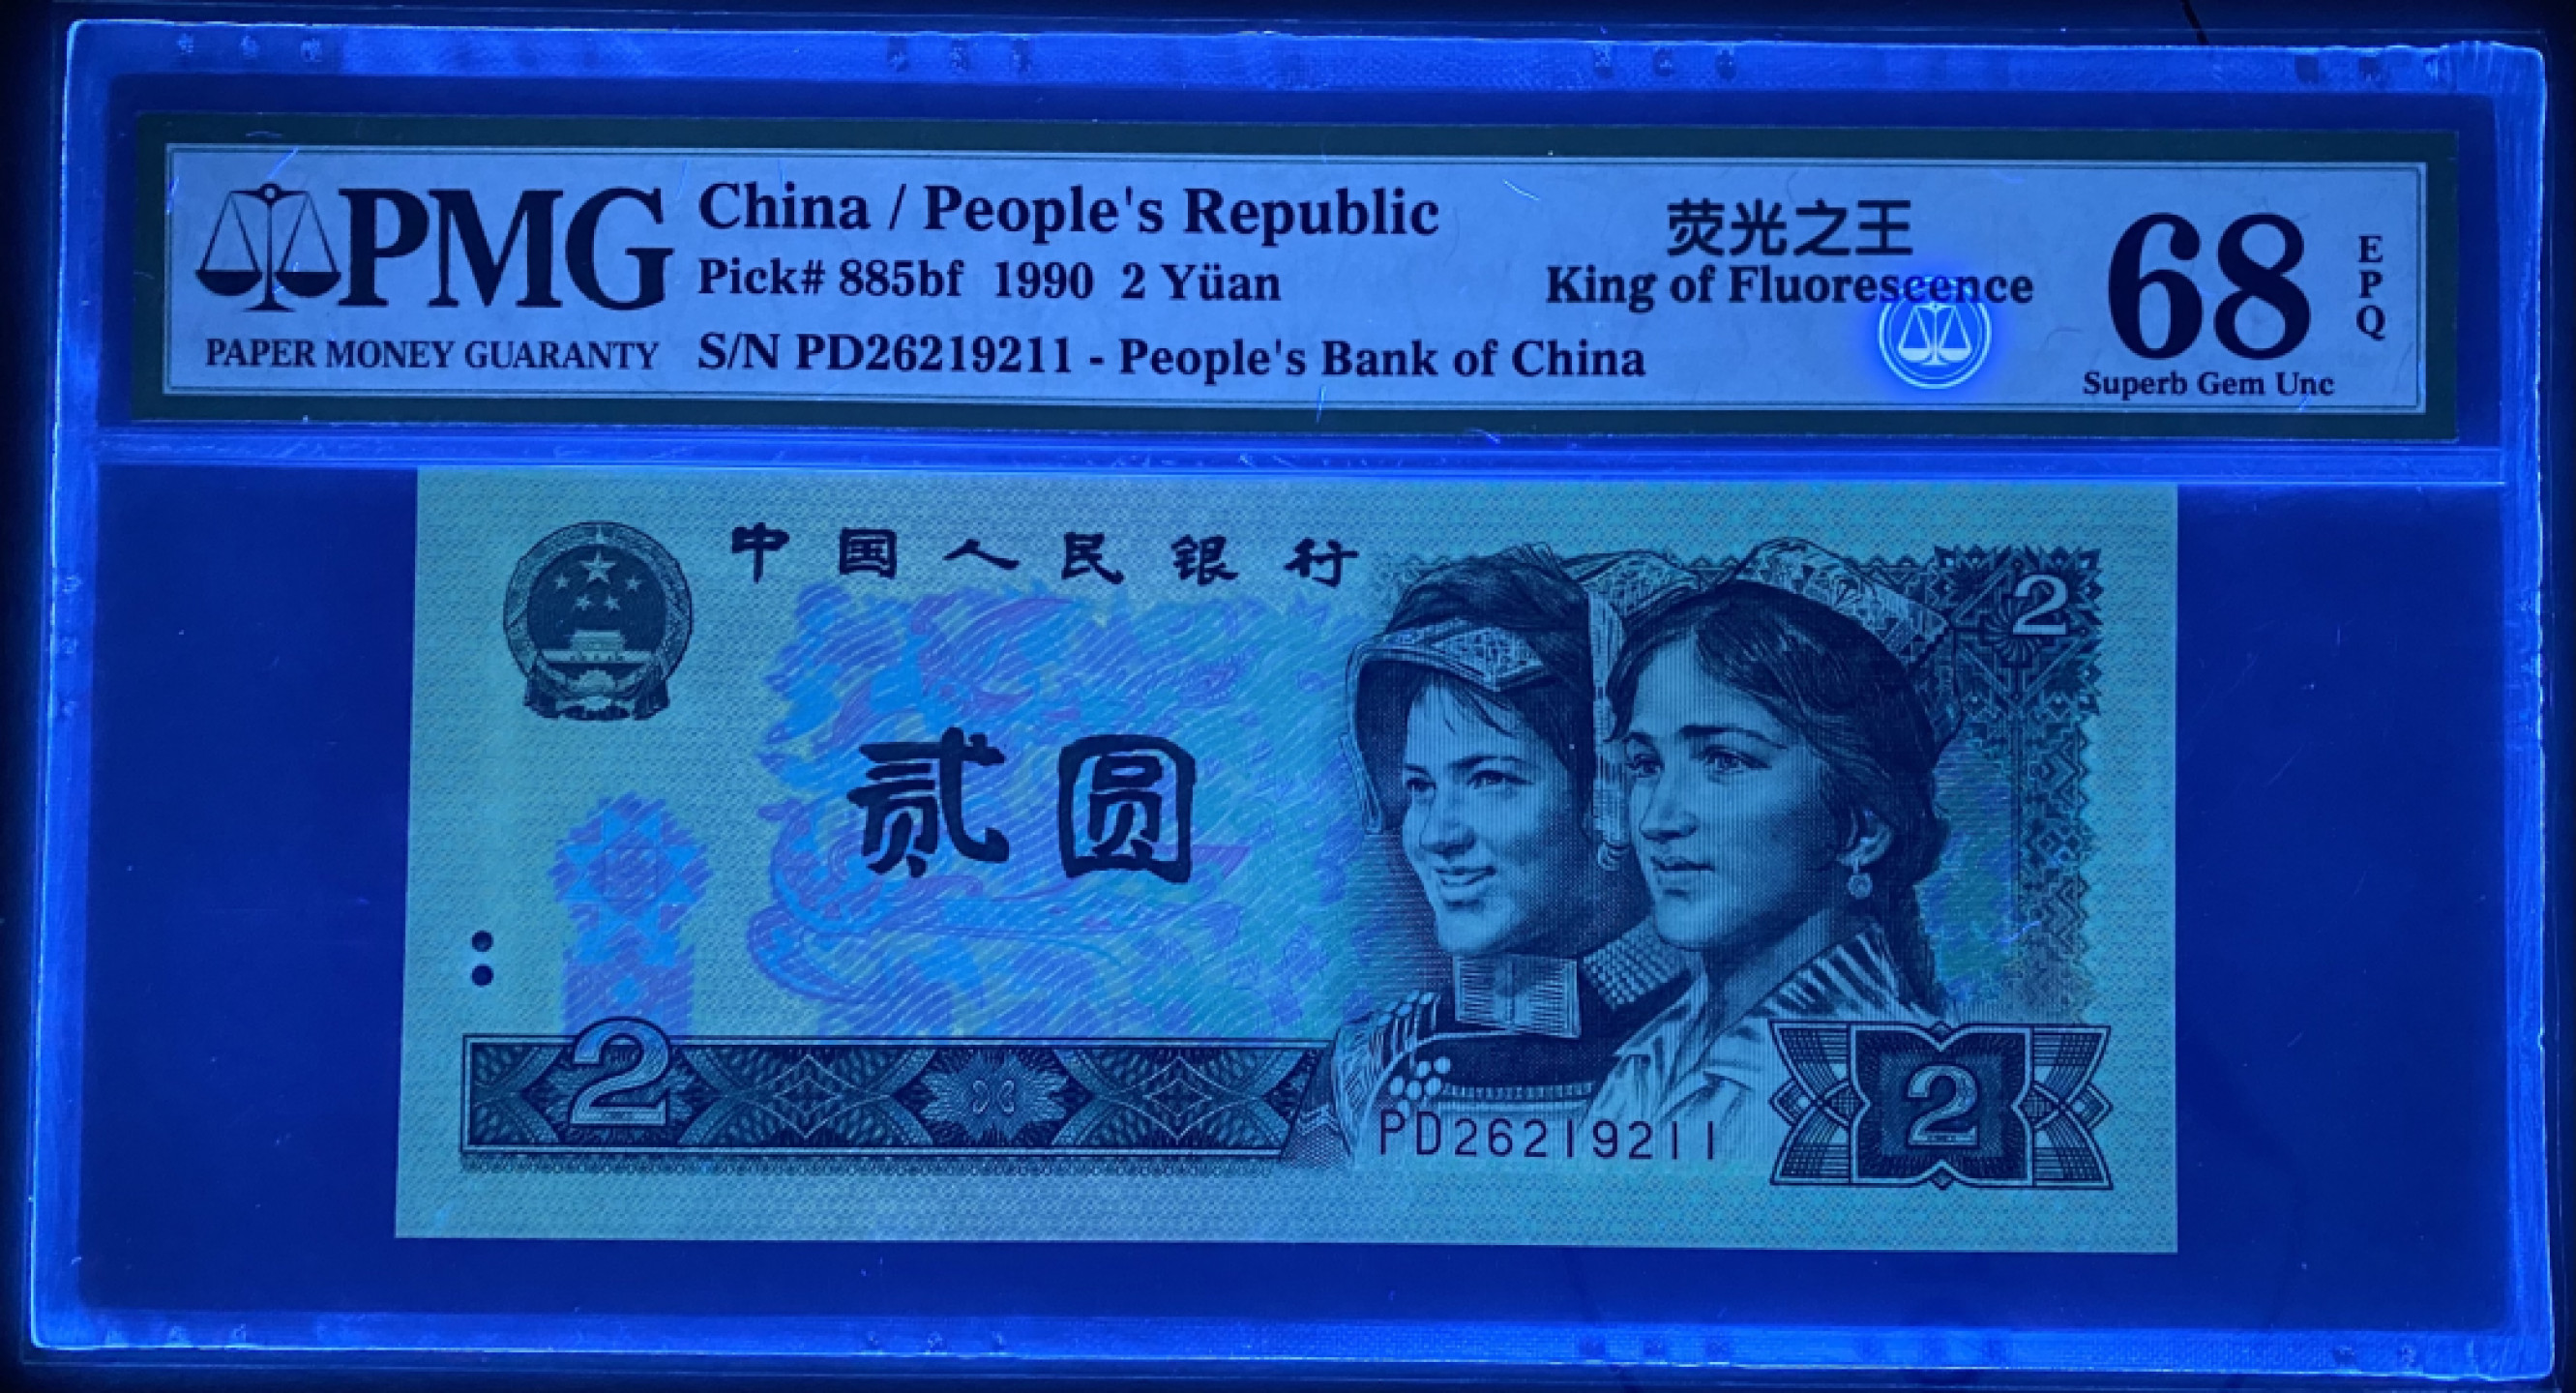 PMG
PAPER MONEY GUARANTY
China / People's Republic
Pick# 885bf 1990 2 Yüan
S/N PD26219211 - People's Bank of China
荧光之王
King of Fluorescence
68
EPQ
Superb Gem Unc
中国人民银行
2
贰圆
2
PD26219211
2